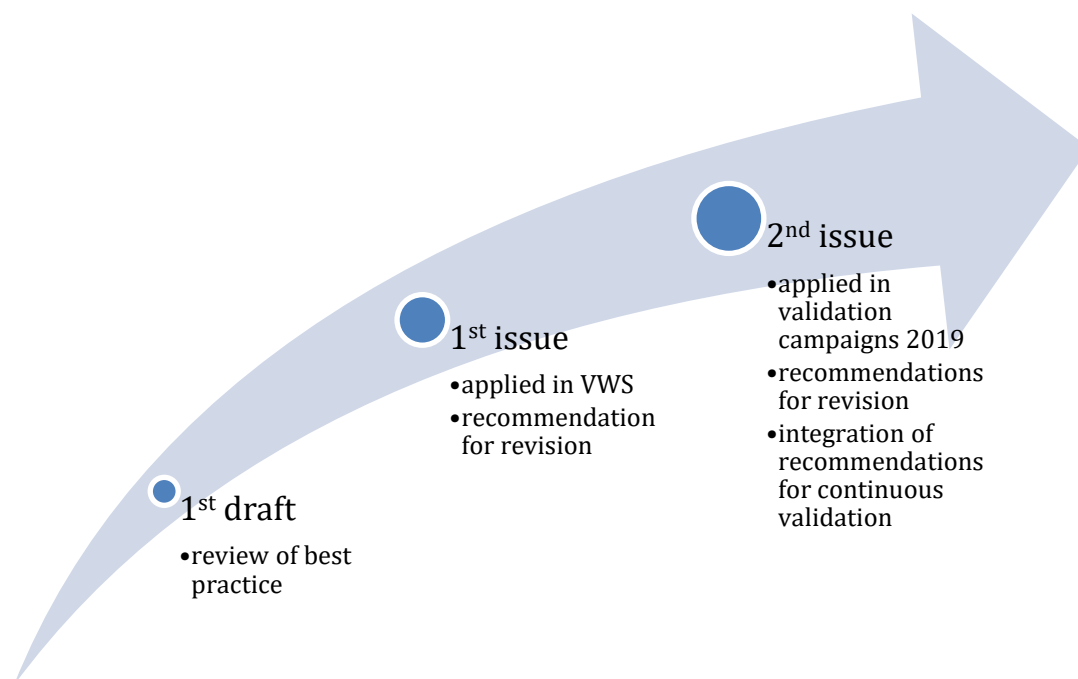 1st draft
•review of best
practice
1st issue
•applied in VWS
•recommendation
for revision
2nd issue
•applied in
validation
campaigns 2019
•recommendations
for revision
•integration of
recommendations
for continuous
validation